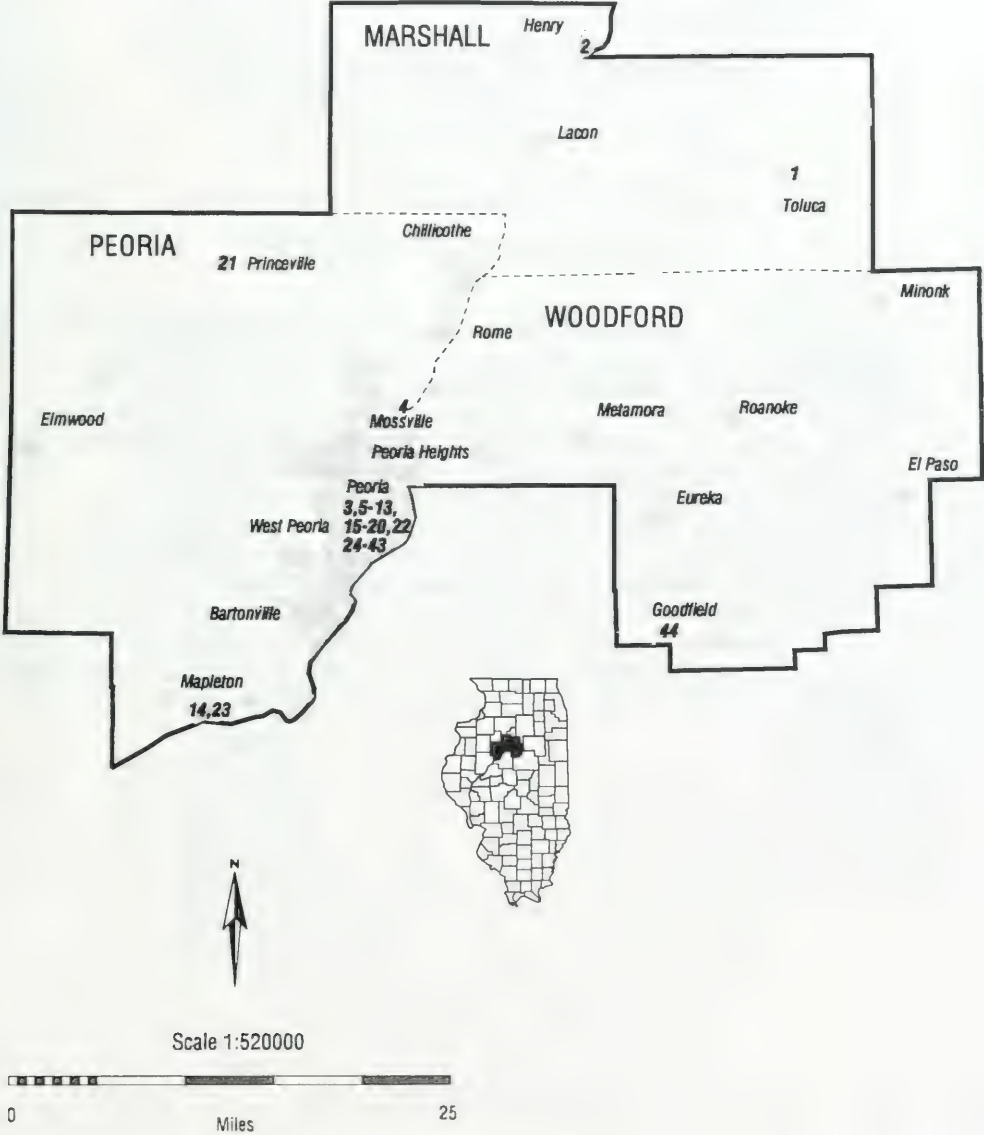 Henry
MARSHALL
2
Lacon
1
Toluca
Chillicothe
PEORIA
21 Princeville
Minonk
WOODFORD
Rome
4
Mossville
Elmwood
Metamora
Roanoke
Peoria Heights
El Paso
Peoria
3,5-13,
West Peoria 15-20,22
24-43
Eureka
Bartonville
Goodfield
44
Mapleton
14,23
N
Scale 1:520000
0
25
Miles